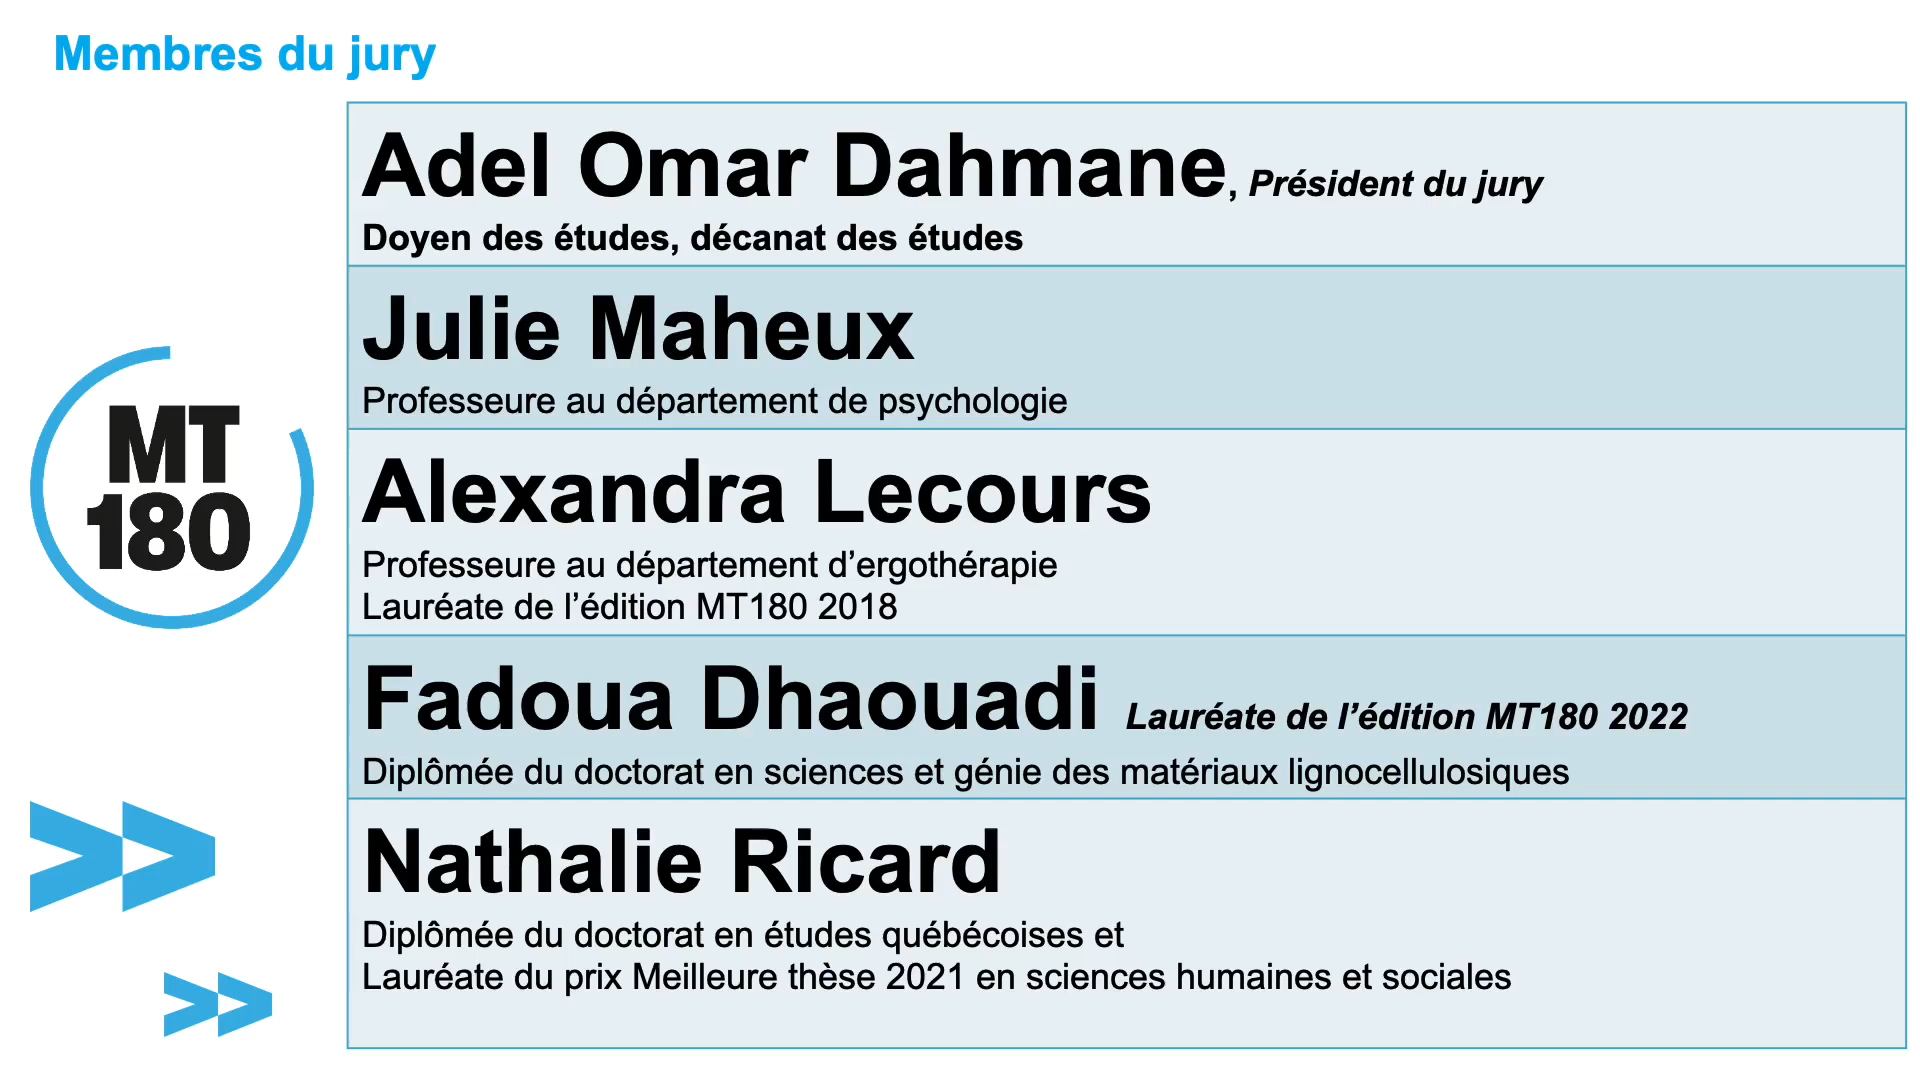 Membres du jury
MT
180
Adel Omar Dahmane, Président du jury
Doyen des études, décanat des études
Julie Maheux
Professeure au département de psychologie
Alexandra Lecours
Professeure au département d’ergothérapie
Lauréate de l’édition MT180 2018
Fadoua Dhaouadi Lauréate de l’édition MT180 2022
Diplômée du doctorat en sciences et génie des matériaux lignocellulosiques
Nathalie Ricard
Diplômée du doctorat en études québécoises et
Lauréate du prix Meilleure thèse 2021 en sciences humaines et sociales